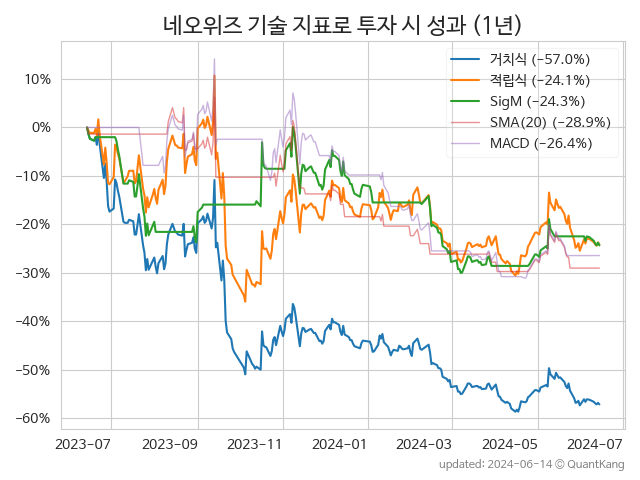 네오위즈 기술 지표로 투자 시 성과 (1년)
거치식 (−57.0%)
적립식 (−24.1%)
SigM (−24.3%)
SMA(20) (−28.9%)
MACD (−26.4%)
10%
0%
−10%
−20%
−30%
−40%
−50%
−60%
2023-07
2023-09
2023-11
2024-01
2024-03
2024-05
2024-07
updated: 2024-06-14 ⓒ QuantKang